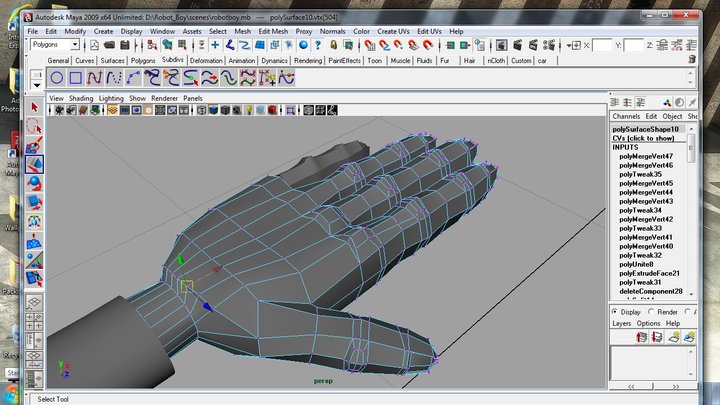 Autodesk Maya 2009 x64 Unlimited: D:\Robot_Boy\scenes\robotboy.mb --- polySurface10.vtx[504]
File Edit Modify Create Display Window Assets Select Mesh Edit Mesh Proxy Normals Color Create UVs Edit UVs Help
Polygons
X: Y: Z:
General Curves Surfaces Polygons Subdivs Deformation Animation Dynamics Rendering PaintEffects Toon Muscle Fluids Fur Hair nCloth Custom car
View Shading Lighting Show Renderer Panels
Channels Edit Object Sho
polySurfaceShape10
CVs (click to show)
INPUTS
polyMergeVert47
polyMergeVert46
polyTweak35
polyMergeVert45
polyMergeVert44
polyMergeVert43
polyTweak34
polyMergeVert42
polyTweak33
polyMergeVert41
polyMergeVert40
polyTweak32
polyUnite8
polyExtrudeFace21
polyTweak31
deleteComponent28
Display Render
Layers Options Help
y
x
z
persp
Select Tool